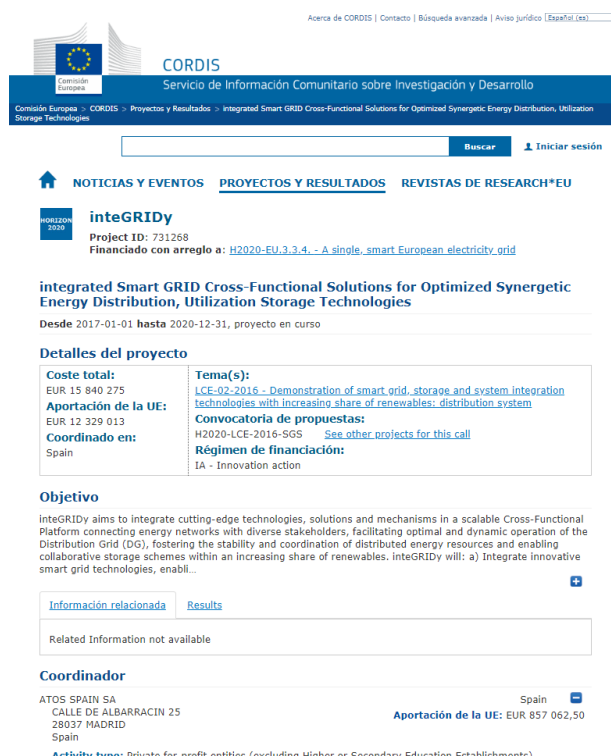 Acerca de CORDIS | Contacto | Búsqueda avanzada | Aviso jurídico Español (es)
Comisión
Europea
CORDIS
Servicio de Información Comunitario sobre Investigación y Desarrollo
Comisión Europea > CORDIS > Proyectos y Resultados > integrated Smart GRID Cross-Functional Solutions for Optimized Synergetic Energy Distribution, Utilization
Storage Technologies
Buscar
Iniciar sesión
NOTICIAS Y EVENTOS PROYECTOS Y RESULTADOS REVISTAS DE RESEARCH*EU
HORIZON
2020
inteGRIDy
Project ID: 731268
Financiado con arreglo a: H2020-EU.3.3.4. - A single, smart European electricity grid
integrated Smart GRID Cross-Functional Solutions for Optimized Synergetic
Energy Distribution, Utilization Storage Technologies
Desde 2017-01-01 hasta 2020-12-31, proyecto en curso
Detalles del proyecto
Coste total:
EUR 15 840 275
Aportación de la UE:
EUR 12 329 013
Coordinado en:
Spain
Tema(s):
LCE-02-2016 - Demonstration of smart grid, storage and system integration
technologies with increasing share of renewables: distribution system
Convocatoria de propuestas:
H2020-LCE-2016-SGS See other projects for this call
Régimen de financiación:
IA - Innovation action
Objetivo
inteGRIDy aims to integrate cutting-edge technologies, solutions and mechanisms in a scalable Cross-Functional
Platform connecting energy networks with diverse stakeholders, facilitating optimal and dynamic operation of the
Distribution Grid (DG), fostering the stability and coordination of distributed energy resources and enabling
collaborative storage schemes within an increasing share of renewables. inteGRIDy will: a) Integrate innovative
smart grid technologies, enabli...
Información relacionada Results
Related Information not available
Coordinador
ATOS SPAIN SA
CALLE DE ALBARRACIN 25
28037 MADRID
Spain
Spain
Aportación de la UE: EUR 857 062,50
Activity type: Private for-profit entities (excluding Higher or Secondary Education Establishments)